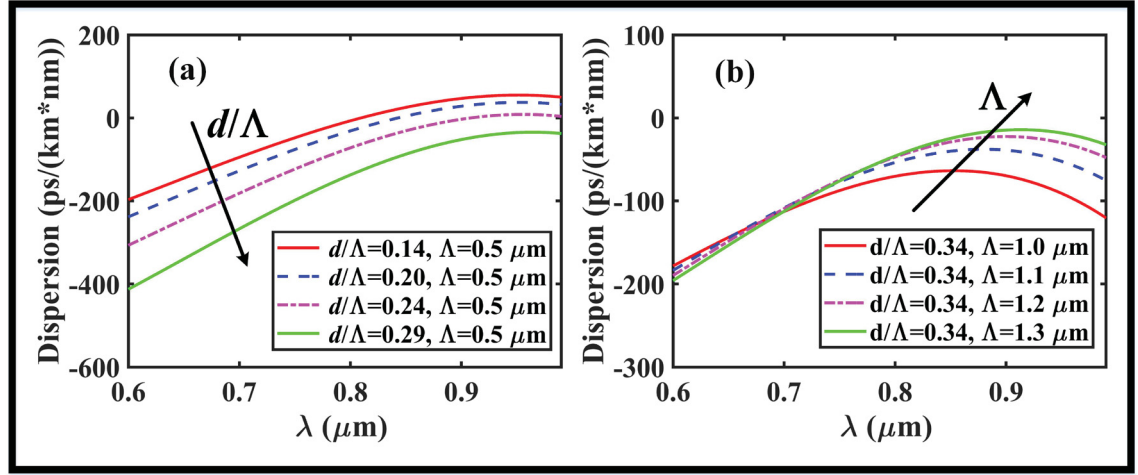 (a)
d/Λ
Dispersion (ps/(km*nm))
200
0
-200
-400
-600
0.6
0.7
0.8
0.9
λ (μm)
d/Λ=0.14, Λ=0.5 μm
d/Λ=0.20, Λ=0.5 μm
d/Λ=0.24, Λ=0.5 μm
d/Λ=0.29, Λ=0.5 μm
(b)
Λ
Dispersion (ps/(km*nm))
100
0
-100
-200
-300
0.6
0.7
0.8
0.9
λ (μm)
d/Λ=0.34, Λ=1.0 μm
d/Λ=0.34, Λ=1.1 μm
d/Λ=0.34, Λ=1.2 μm
d/Λ=0.34, Λ=1.3 μm